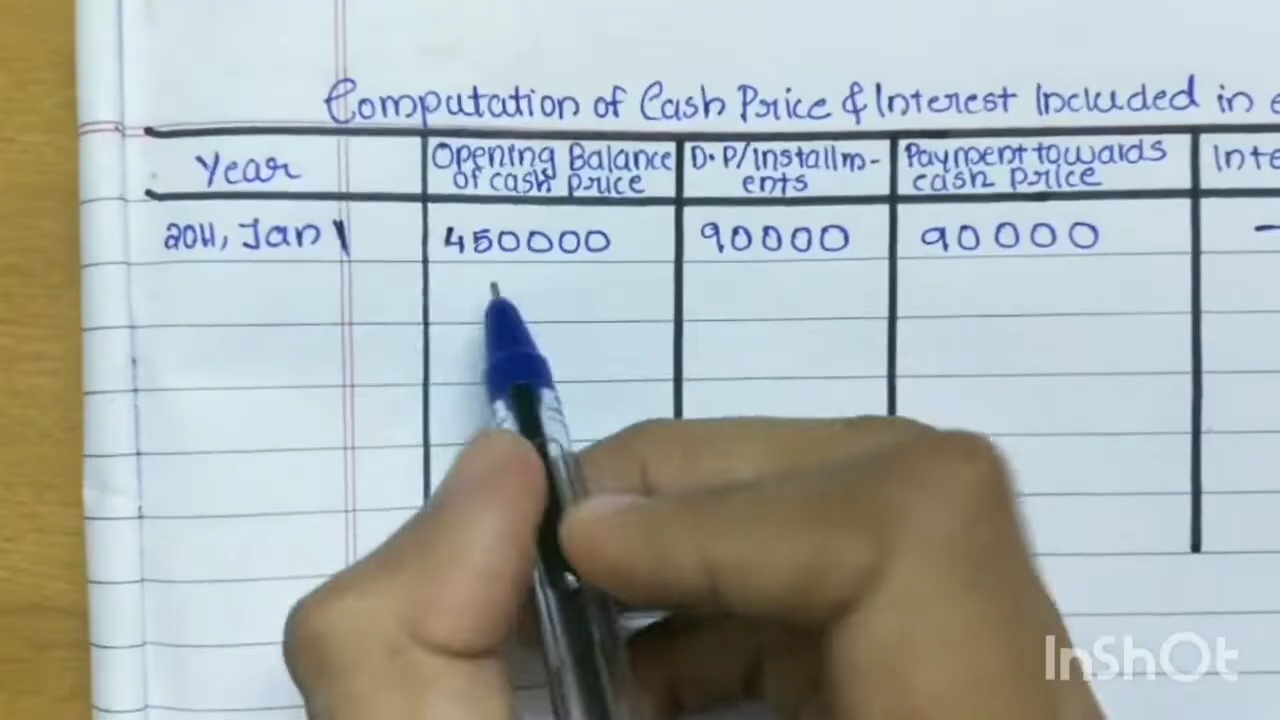 Computation of Cash Price & Interest Included in
Year
Opening Balance of cash price
D.P/Installm-ents
Payment towards cash price
Inte
2011, Jan 1
450000
90000
90000
-
InShOt